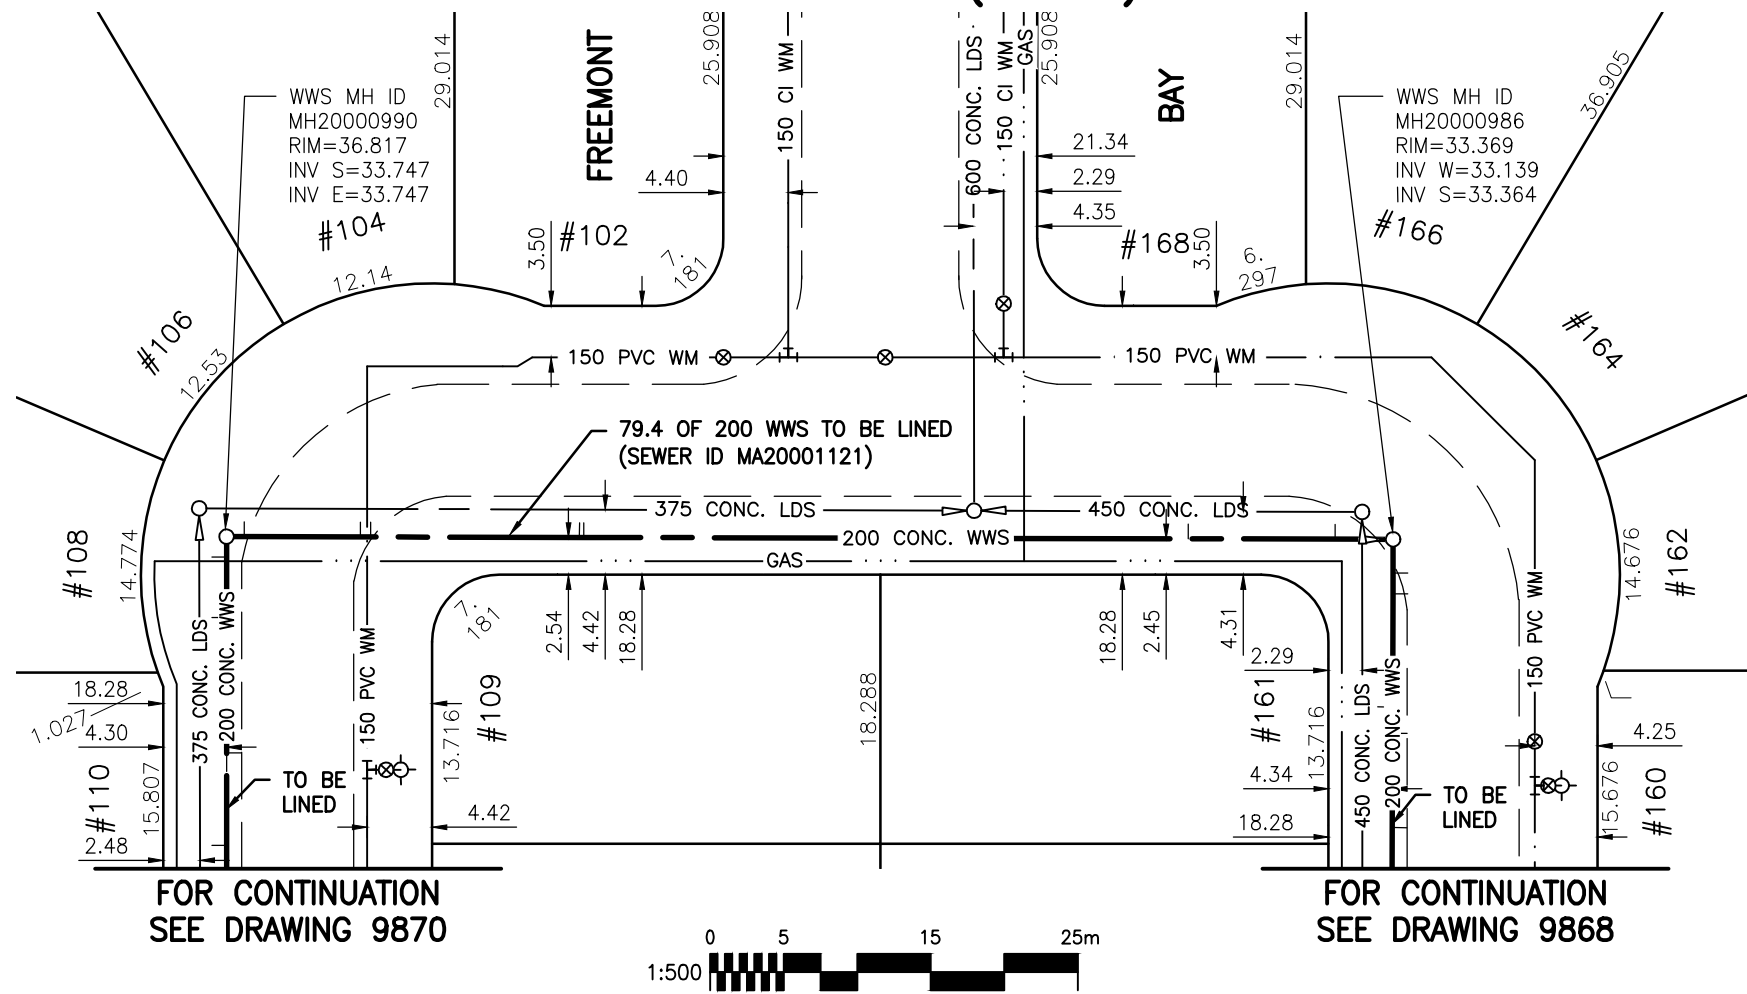 29.014
FREEMONT
25.908
150 CI WM
600 CONC. LDS
150 CI WM
GAS
25.908
BAY
29.014
36.905
WWS MH ID
MH20000990
RIM=36.817
INV S=33.747
INV E=33.747
WWS MH ID
MH20000986
RIM=33.369
INV W=33.139
INV S=33.364
#104
#102
#168
#166
4.40
21.34
2.29
4.35
3.50
7.
181
3.50
6.
297
12.14
#106
12.53
#164
150 PVC WM
150 PVC WM
79.4 OF 200 WWS TO BE LINED
(SEWER ID MA20001121)
375 CONC. LDS
450 CONC. LDS
200 CONC. WWS
GAS
#108
14.774
14.676
#162
7.
181
2.54
4.42
18.28
18.28
2.45
4.31
2.29
18.28
1.027
4.30
#110
15.807
2.48
375 CONC. LDS
200 CONC. WWS
150 PVC WM
13.716
#109
TO BE
LINED
4.42
18.288
#161
13.716
4.34
18.28
450 CONC. LDS
200 CONC. WWS
150 PVC WM
TO BE
LINED
4.25
15.676
#160
FOR CONTINUATION
SEE DRAWING 9870
FOR CONTINUATION
SEE DRAWING 9868
0 5 15 25m
1:500